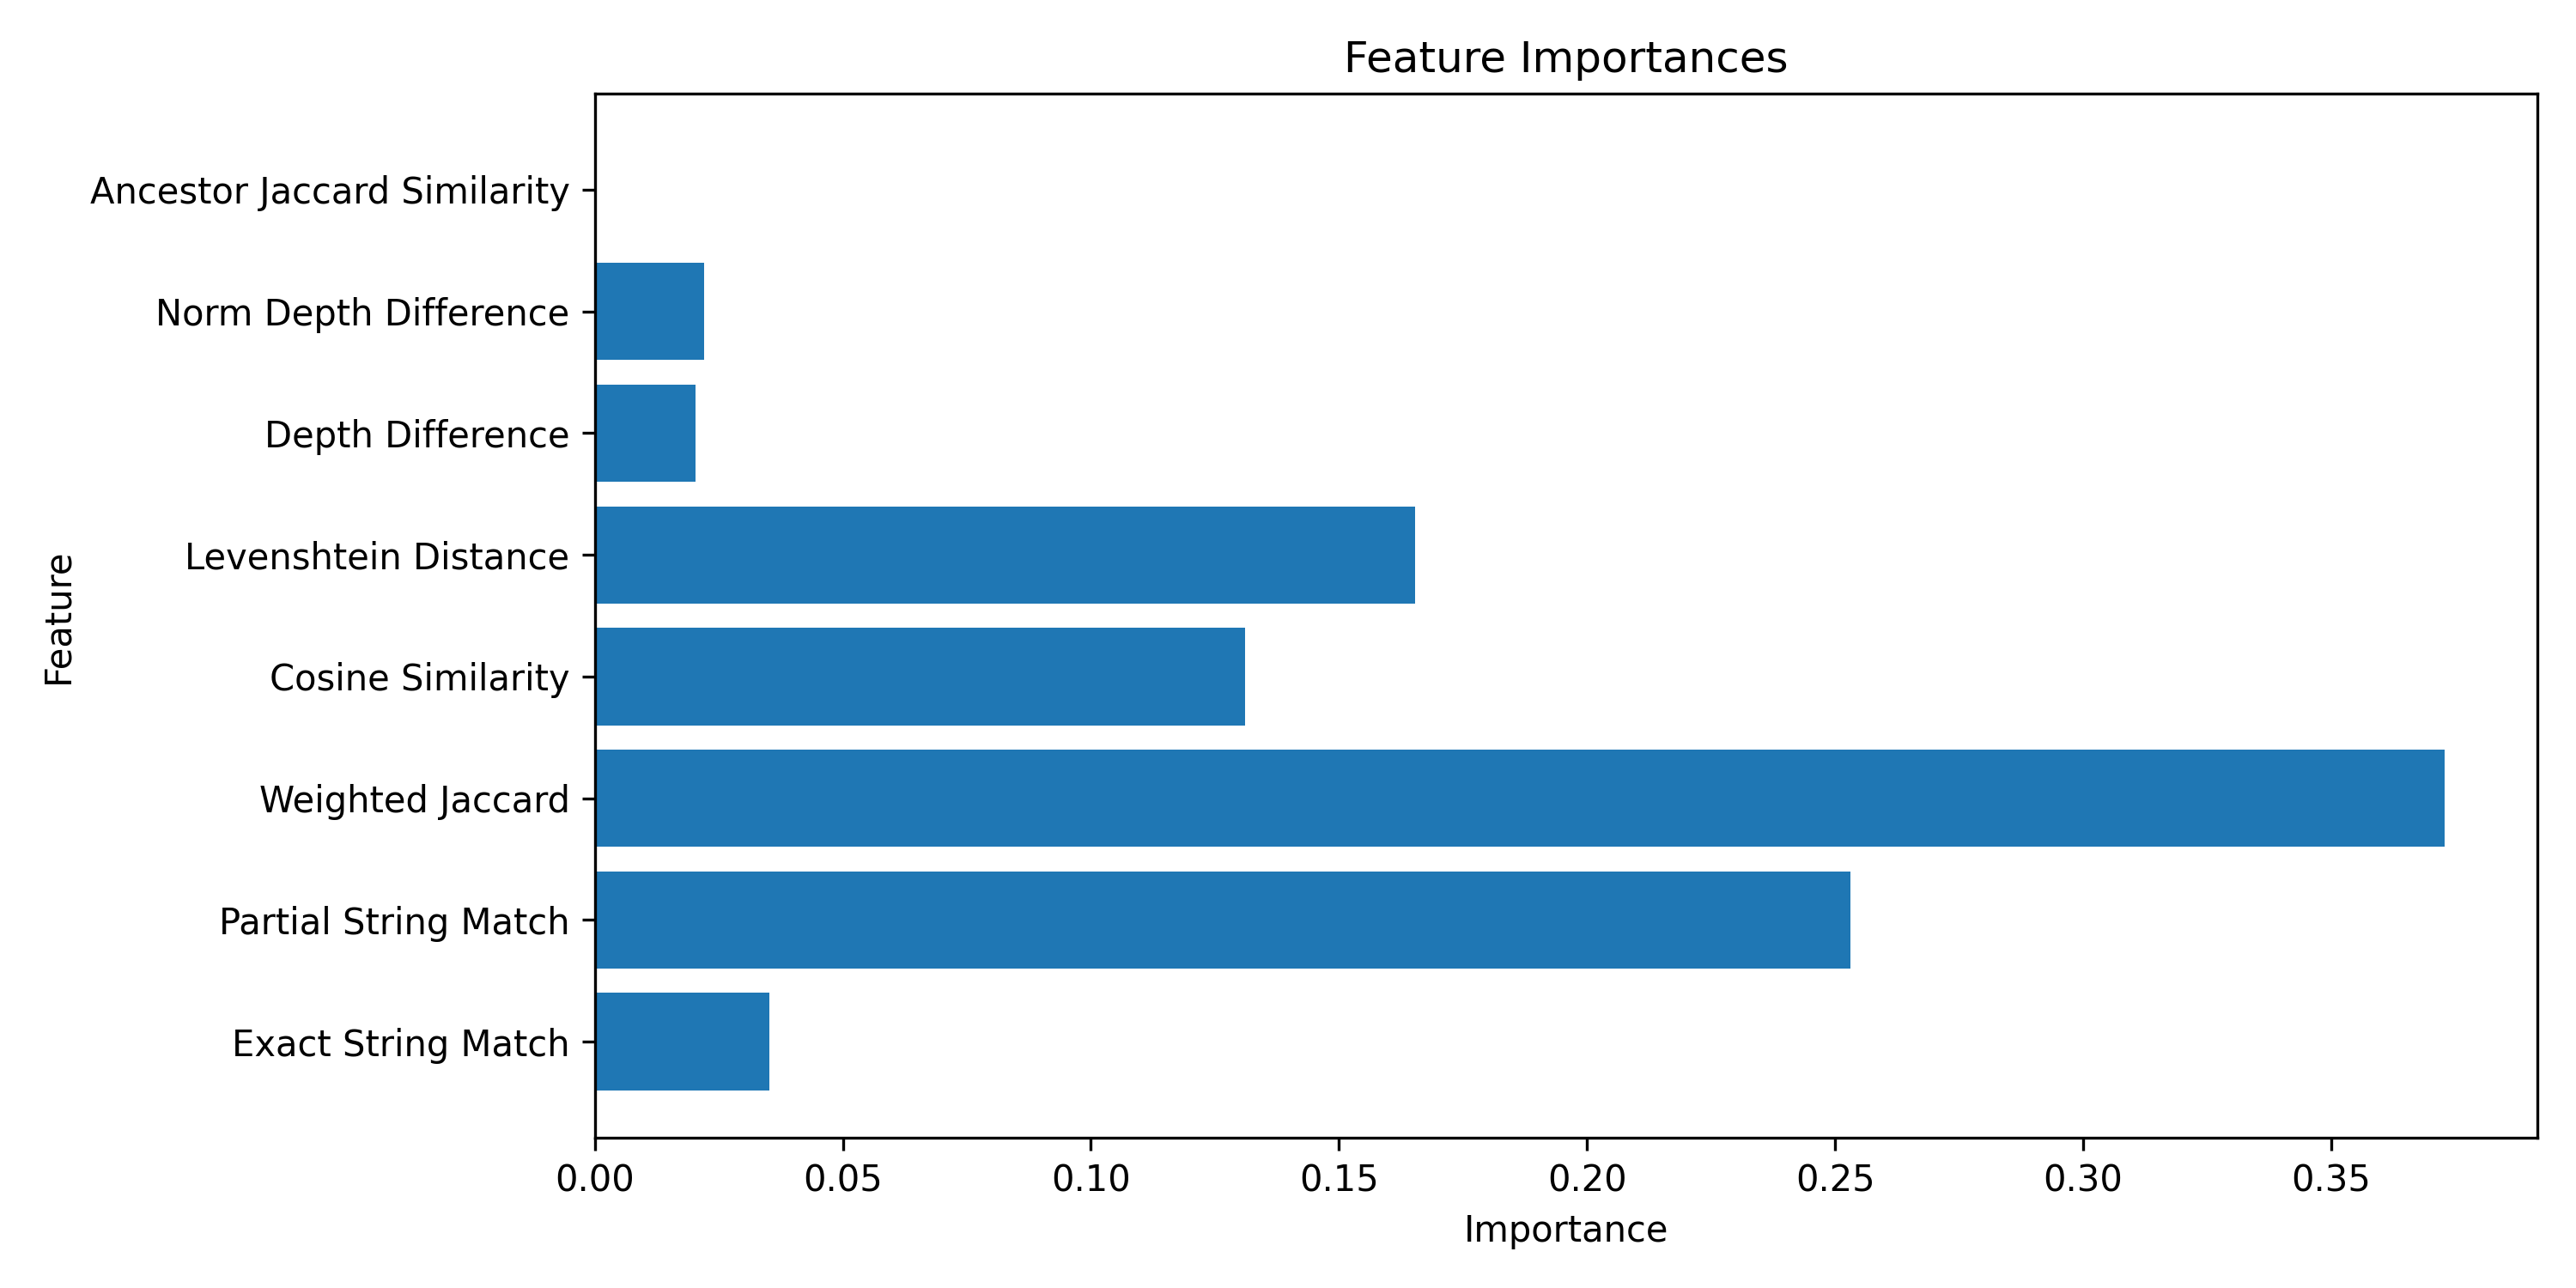 Feature Importances
Ancestor Jaccard Similarity
Norm Depth Difference
Depth Difference
Levenshtein Distance
Cosine Similarity
Weighted Jaccard
Partial String Match
Exact String Match
Feature
0.00 0.05 0.10 0.15 0.20 0.25 0.30 0.35
Importance